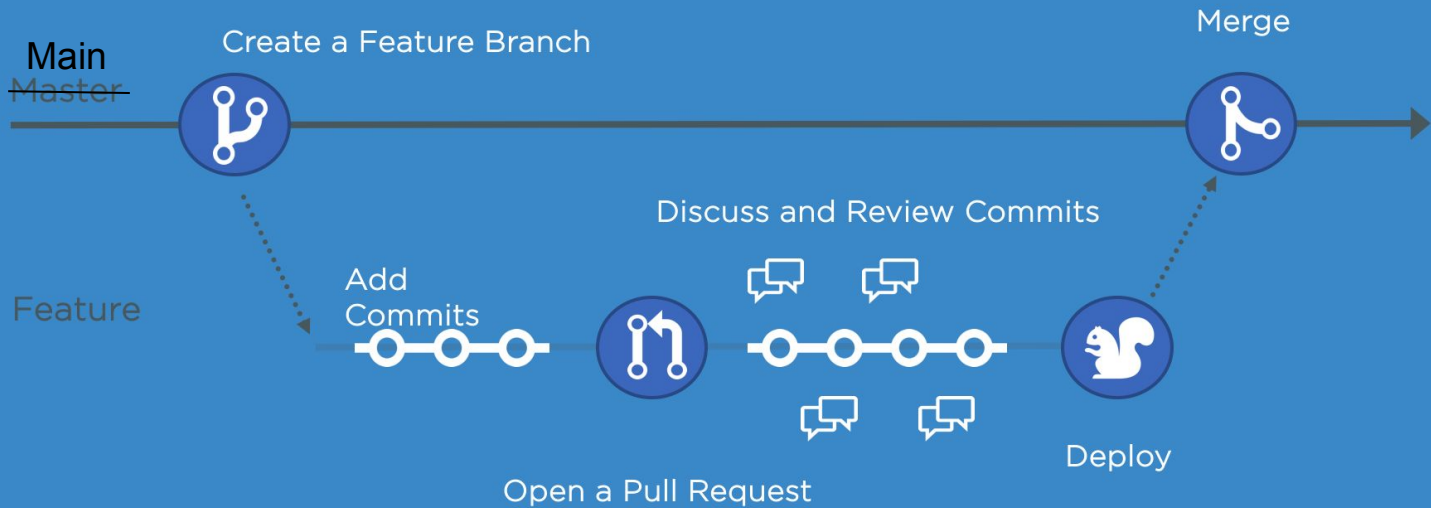 Merge
Create a Feature Branch
Main
Master
Discuss and Review Commits
Add
Commits
Feature
Deploy
Open a Pull Request